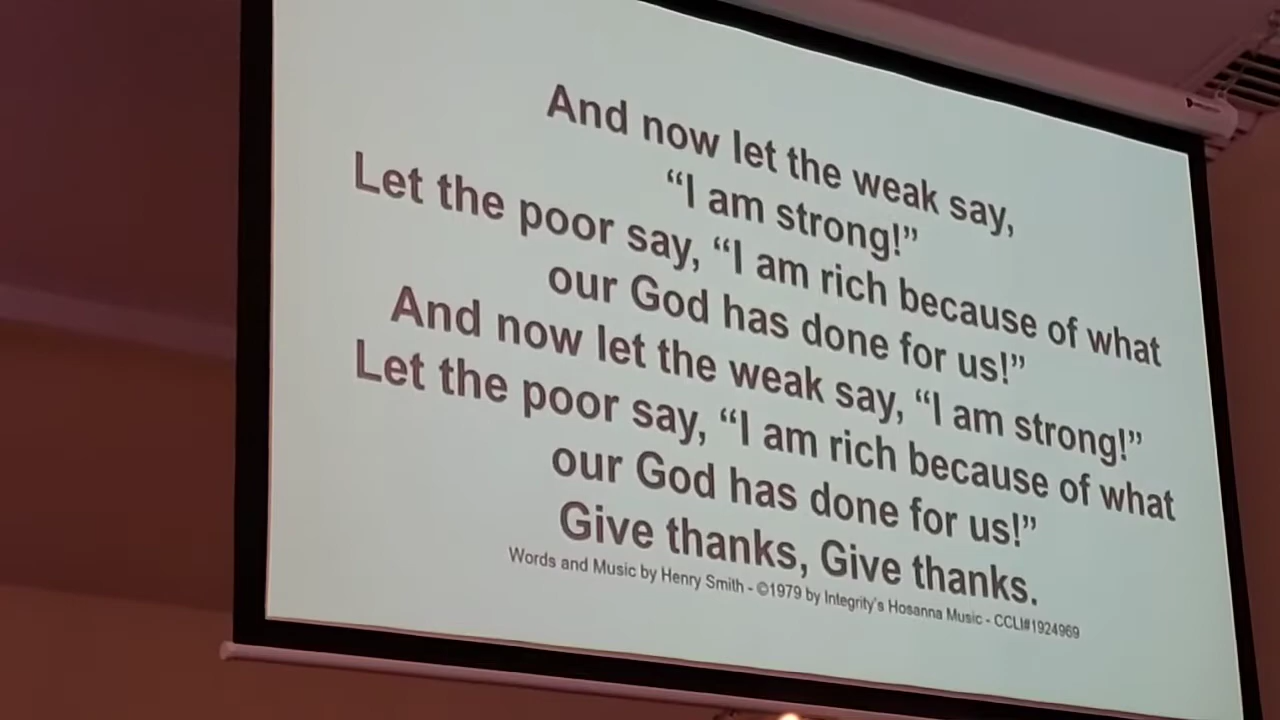 And now let the weak say,
“I am strong!”
Let the poor say, “I am rich because of what
our God has done for us!”
And now let the weak say, “I am strong!”
Let the poor say, “I am rich because of what
our God has done for us!”
Give thanks, Give thanks.
Words and Music by Henry Smith - ©1979 by Integrity's Hosanna Music - CCLI#1924969